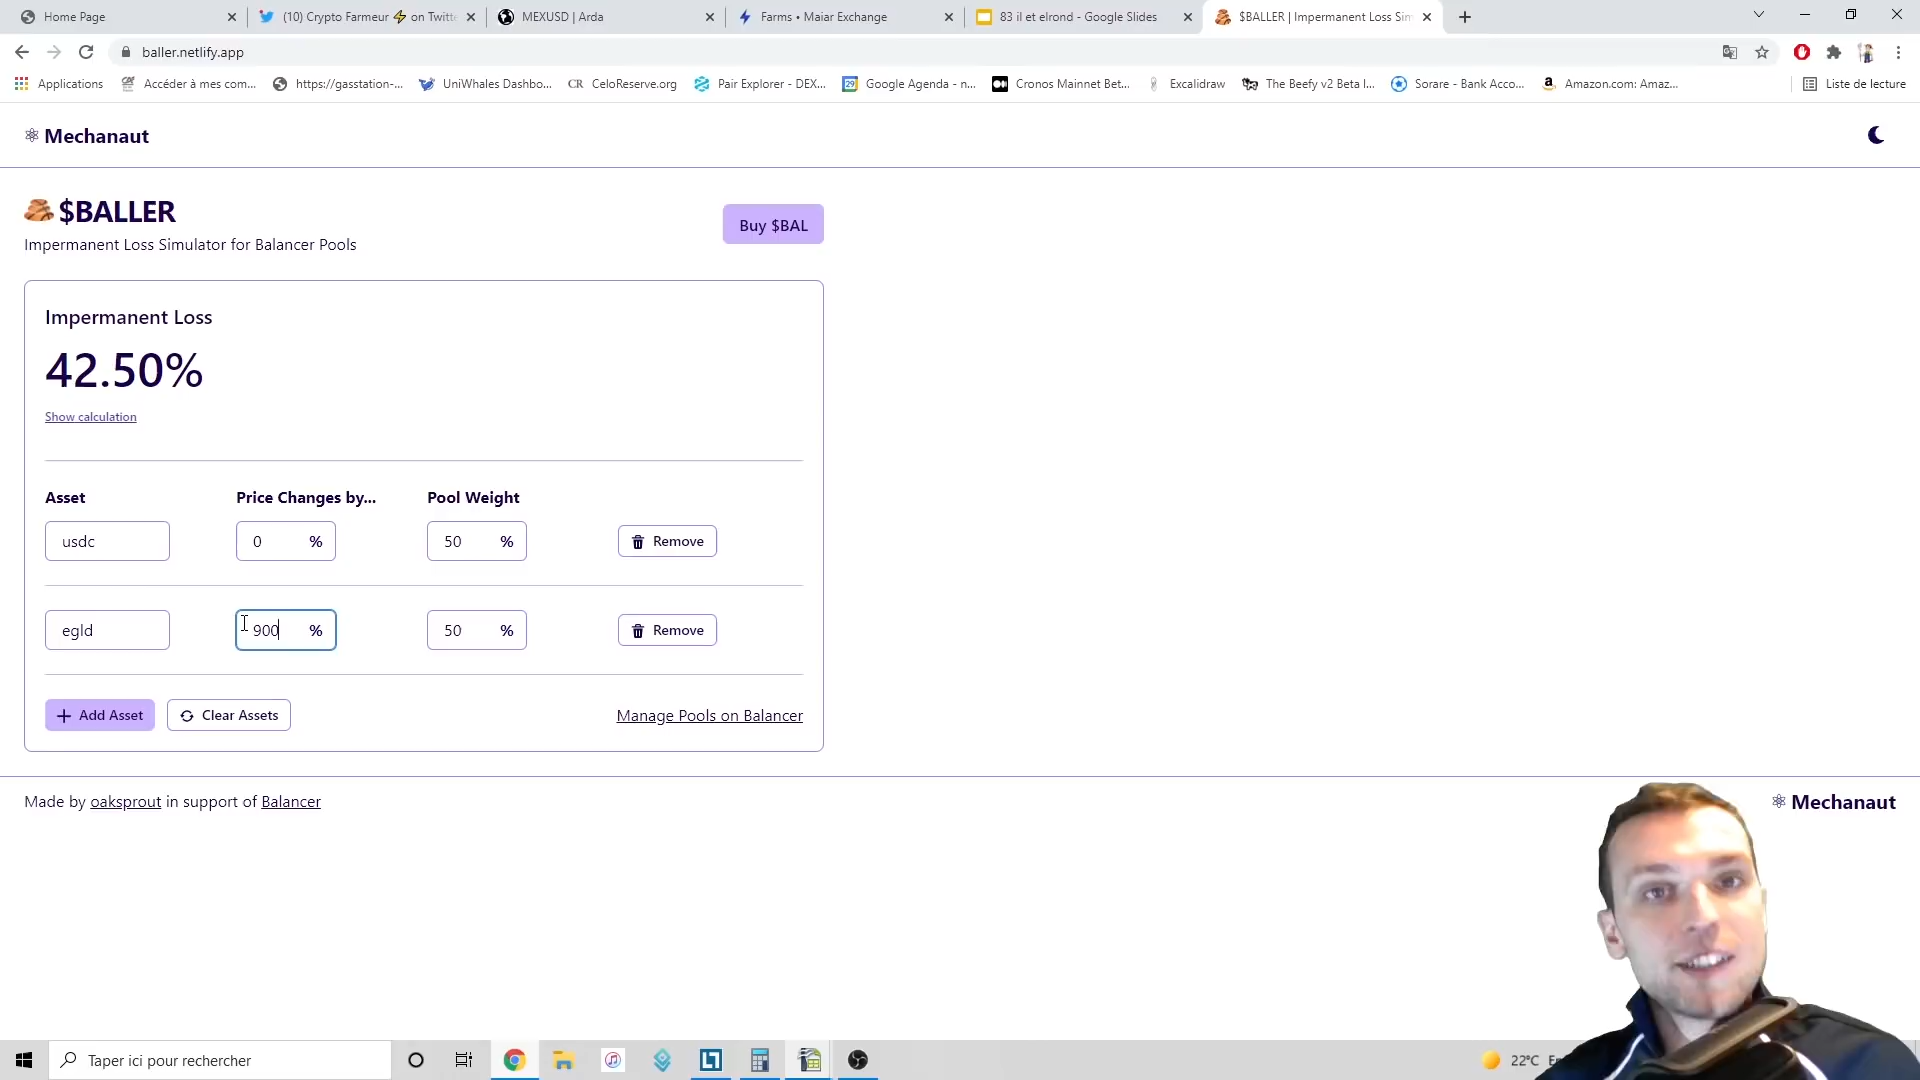 Home Page
(10) Crypto Farmeur ⚡ on Twitte
MEXUSD | Arda
Farms • Maiar Exchange
83 il et elrond - Google Slides
$BALLER | Impermanent Loss Sim
baller.netlify.app
Applications
Accéder à mes com...
https://gasstation-...
UniWhales Dashbo...
CR CeloReserve.org
Pair Explorer - DEX...
Google Agenda - n...
Cronos Mainnet Bet...
Excalidraw
The Beefy v2 Beta l...
Sorare - Bank Acco...
Amazon.com: Amaz...
Liste de lecture
Mechanaut
$BALLER
Buy $BAL
Impermanent Loss Simulator for Balancer Pools
Impermanent Loss
42.50%
Show calculation
Asset Price Changes by... Pool Weight
usdc 0 % 50 % Remove
egld 900 % 50 % Remove
+ Add Asset Clear Assets Manage Pools on Balancer
Made by oaksprout in support of Balancer
Mechanaut
Taper ici pour rechercher
22°C